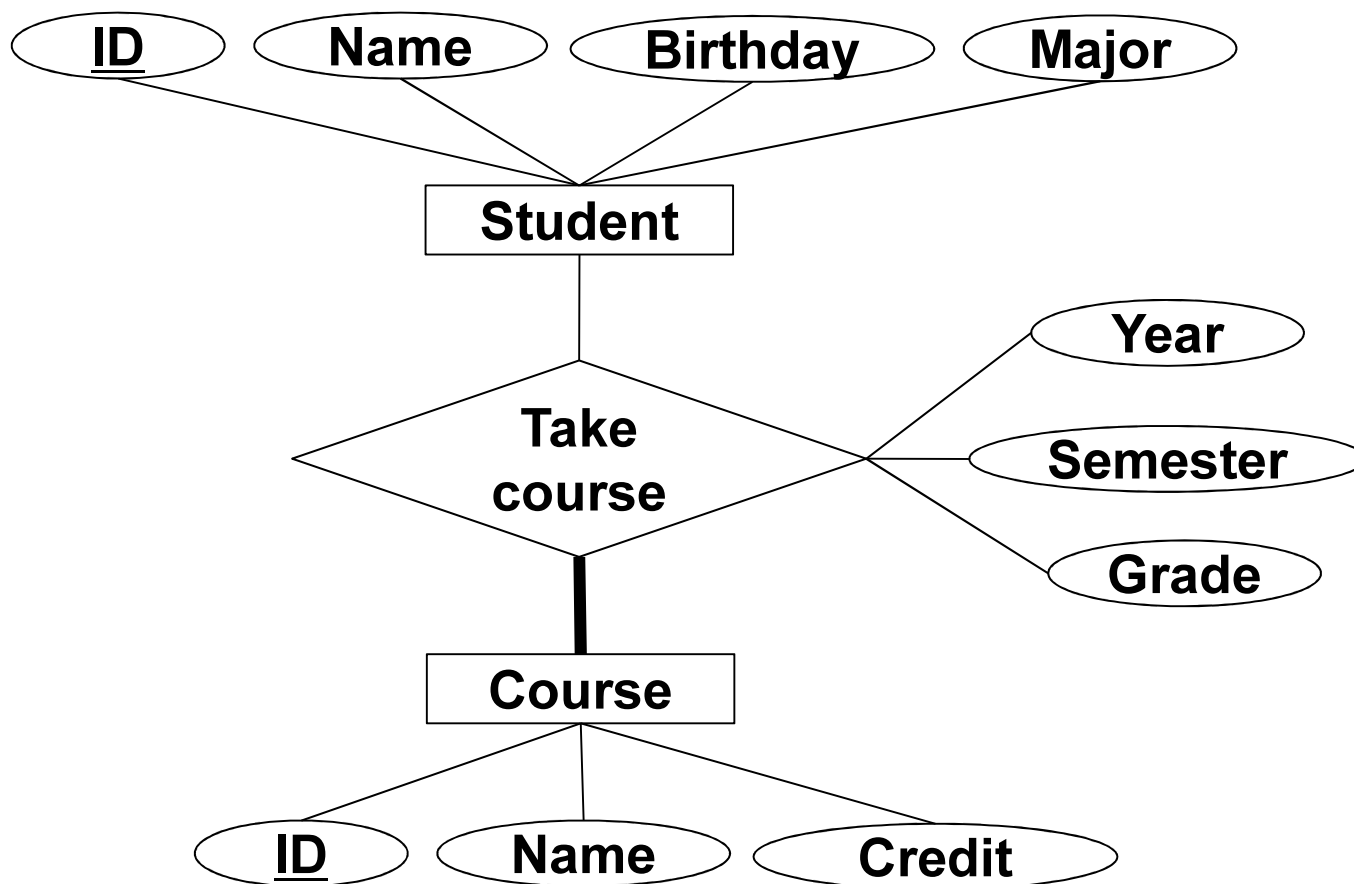 ID
Name
Birthday
Major
Student
Year
Take
course
Semester
Grade
Course
ID
Name
Credit